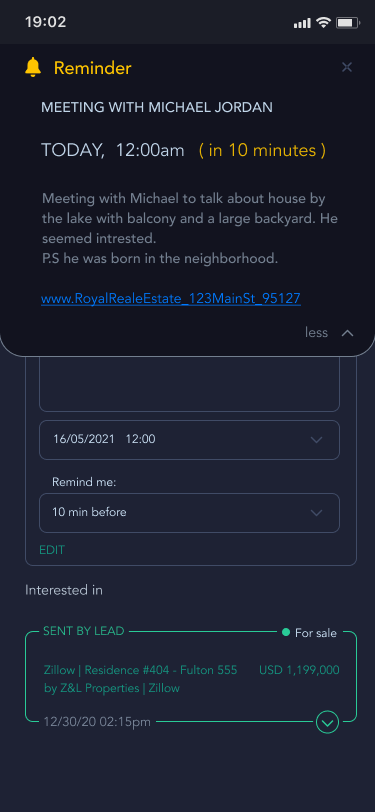 19:02
Reminder
MEETING WITH MICHAEL JORDAN
TODAY, 12:00am ( in 10 minutes )
Meeting with Michael to talk about house by
the lake with balcony and a large backyard. He
seemed intrested.
P.S he was born in the neighborhood.
www.RoyalRealeEstate_123MainSt_95127
less
16/05/2021 12:00
Remind me:
10 min before
EDIT
Interested in
SENT BY LEAD
For sale
Zillow | Residence #404 - Fulton 555 USD 1,199,000
by Z&L Properties | Zillow
12/30/20 02:15pm